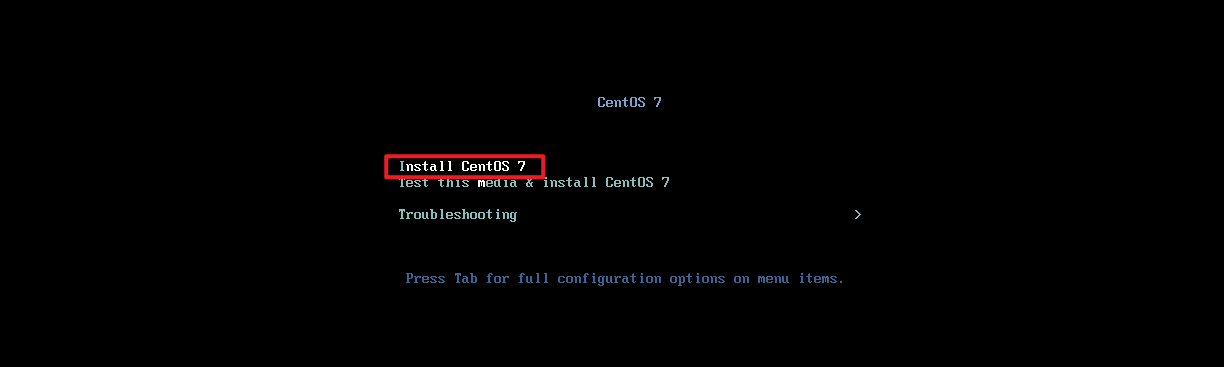 CentOS 7
Install CentOS 7
Test this media & install CentOS 7
Troubleshooting >
Press Tab for full configuration options on menu items.